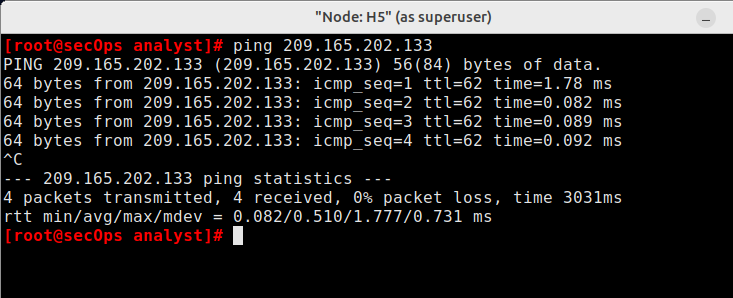 "Node: H5" (as superuser)
[root@secOps analyst]# ping 209.165.202.133
PING 209.165.202.133 (209.165.202.133) 56(84) bytes of data.
64 bytes from 209.165.202.133: icmp_seq=1 ttl=62 time=1.78 ms
64 bytes from 209.165.202.133: icmp_seq=2 ttl=62 time=0.082 ms
64 bytes from 209.165.202.133: icmp_seq=3 ttl=62 time=0.089 ms
64 bytes from 209.165.202.133: icmp_seq=4 ttl=62 time=0.092 ms
^C
--- 209.165.202.133 ping statistics ---
4 packets transmitted, 4 received, 0% packet loss, time 3031ms
rtt min/avg/max/mdev = 0.082/0.510/1.777/0.731 ms
[root@secOps analyst]#